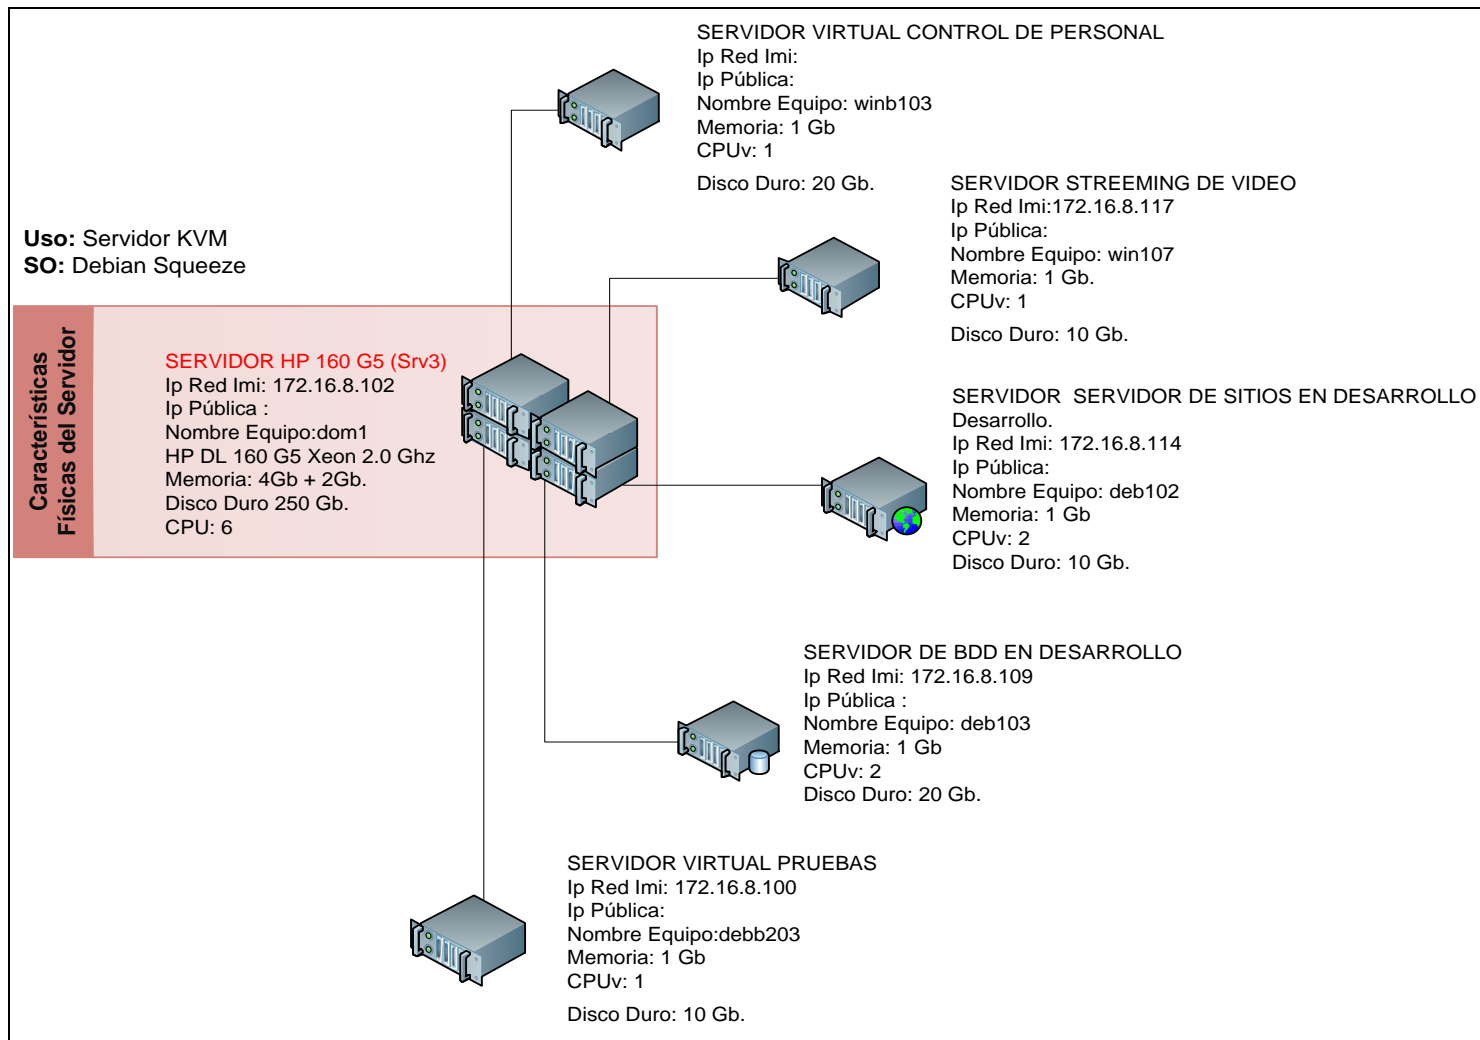 SERVIDOR VIRTUAL CONTROL DE PERSONAL
Ip Red Imi:
Ip Pública:
Nombre Equipo: winb103
Memoria: 1 Gb
CPUv: 1
Disco Duro: 20 Gb.
SERVIDOR STREEMING DE VIDEO
Ip Red Imi:172.16.8.117
Ip Pública:
Nombre Equipo: win107
Memoria: 1 Gb.
CPUv: 1
Disco Duro: 10 Gb.
Uso: Servidor KVM
SO: Debian Squeeze
Características
Físicas del Servidor
SERVIDOR HP 160 G5 (Srv3)
Ip Red Imi: 172.16.8.102
Ip Pública :
Nombre Equipo:dom1
HP DL 160 G5 Xeon 2.0 Ghz
Memoria: 4Gb + 2Gb.
Disco Duro 250 Gb.
CPU: 6
SERVIDOR  SERVIDOR DE SITIOS EN DESARROLLO
Desarrollo.
Ip Red Imi: 172.16.8.114
Ip Pública:
Nombre Equipo: deb102
Memoria: 1 Gb
CPUv: 2
Disco Duro: 10 Gb.
SERVIDOR DE BDD EN DESARROLLO
Ip Red Imi: 172.16.8.109
Ip Pública :
Nombre Equipo: deb103
Memoria: 1 Gb
CPUv: 2
Disco Duro: 20 Gb.
SERVIDOR VIRTUAL PRUEBAS
Ip Red Imi: 172.16.8.100
Ip Pública:
Nombre Equipo:debb203
Memoria: 1 Gb
CPUv: 1
Disco Duro: 10 Gb.